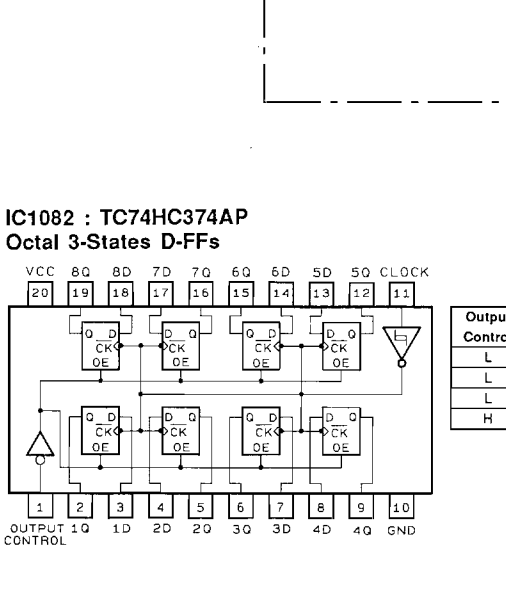 IC1082 : TC74HC374AP
Octal 3-States D-FFs
VCC 8Q 8D 7D 7Q 6Q 6D 5D 5Q CLOCK
20 19 18 17 16 15 14 13 12 11
Q D D Q Q D D Q
CK CK CK CK
OE OE OE OE
Q D D Q Q D D Q
CK CK CK CK
OE OE OE OE
1 2 3 4 5 6 7 8 9 10
OUTPUT CONTROL 1Q 1D 2D 2Q 3Q 3D 4D 4Q GND
Outpu
Contro
L
L
L
H